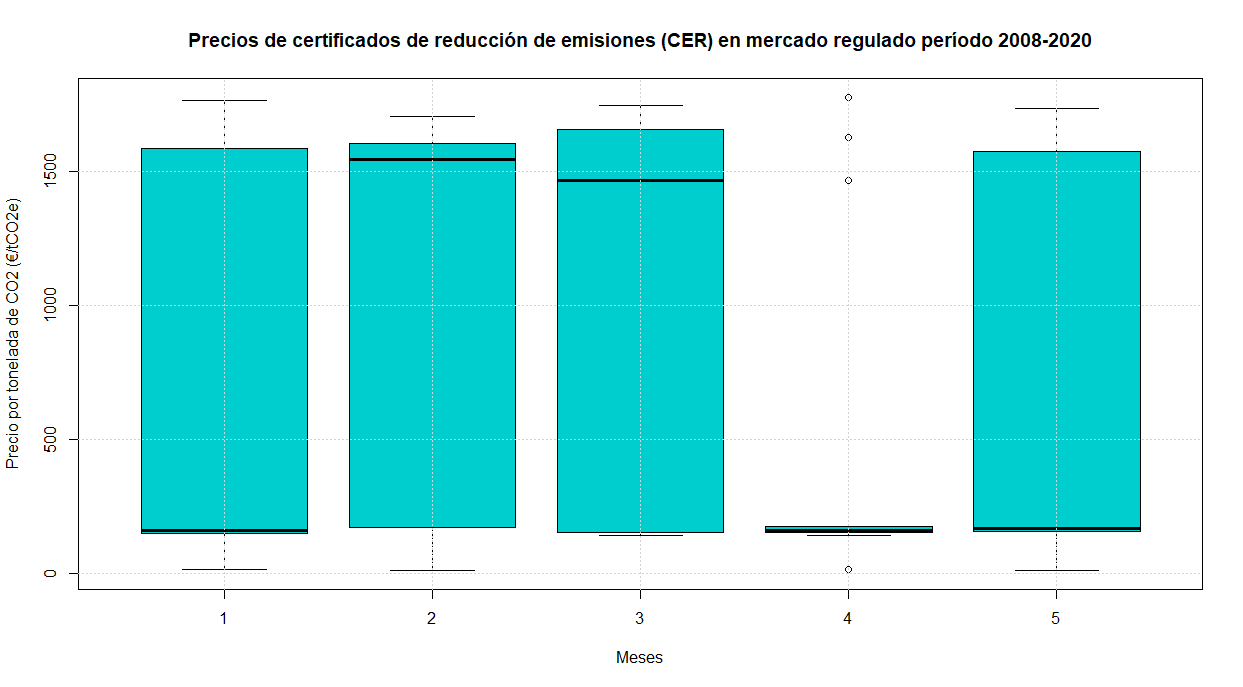 Precios de certificados de reducción de emisiones (CER) en mercado regulado período 2008-2020
Precio por tonelada de CO2 (€/tCO2e)
1500
1000
500
0
1 2 3 4 5
Meses